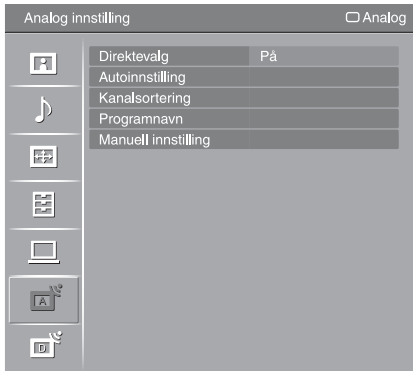 Analog innstilling Analog
Direktevalg På
Autoinnstilling
Kanalsortering
Programnavn
Manuell innstilling
A
D